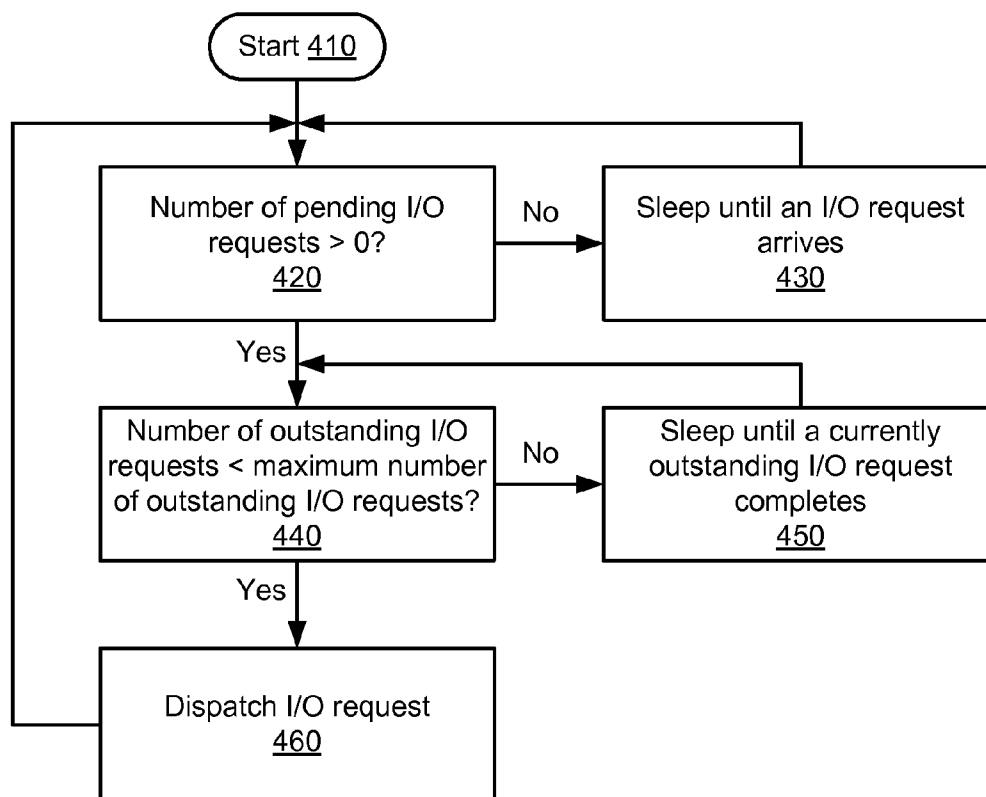 Start 410
Number of pending I/O
requests > 0?
420
No
Sleep until an I/O request
arrives
430
Yes
Number of outstanding I/O
requests < maximum number
of outstanding I/O requests?
440
No
Sleep until a currently
outstanding I/O request
completes
450
Yes
Dispatch I/O request
460